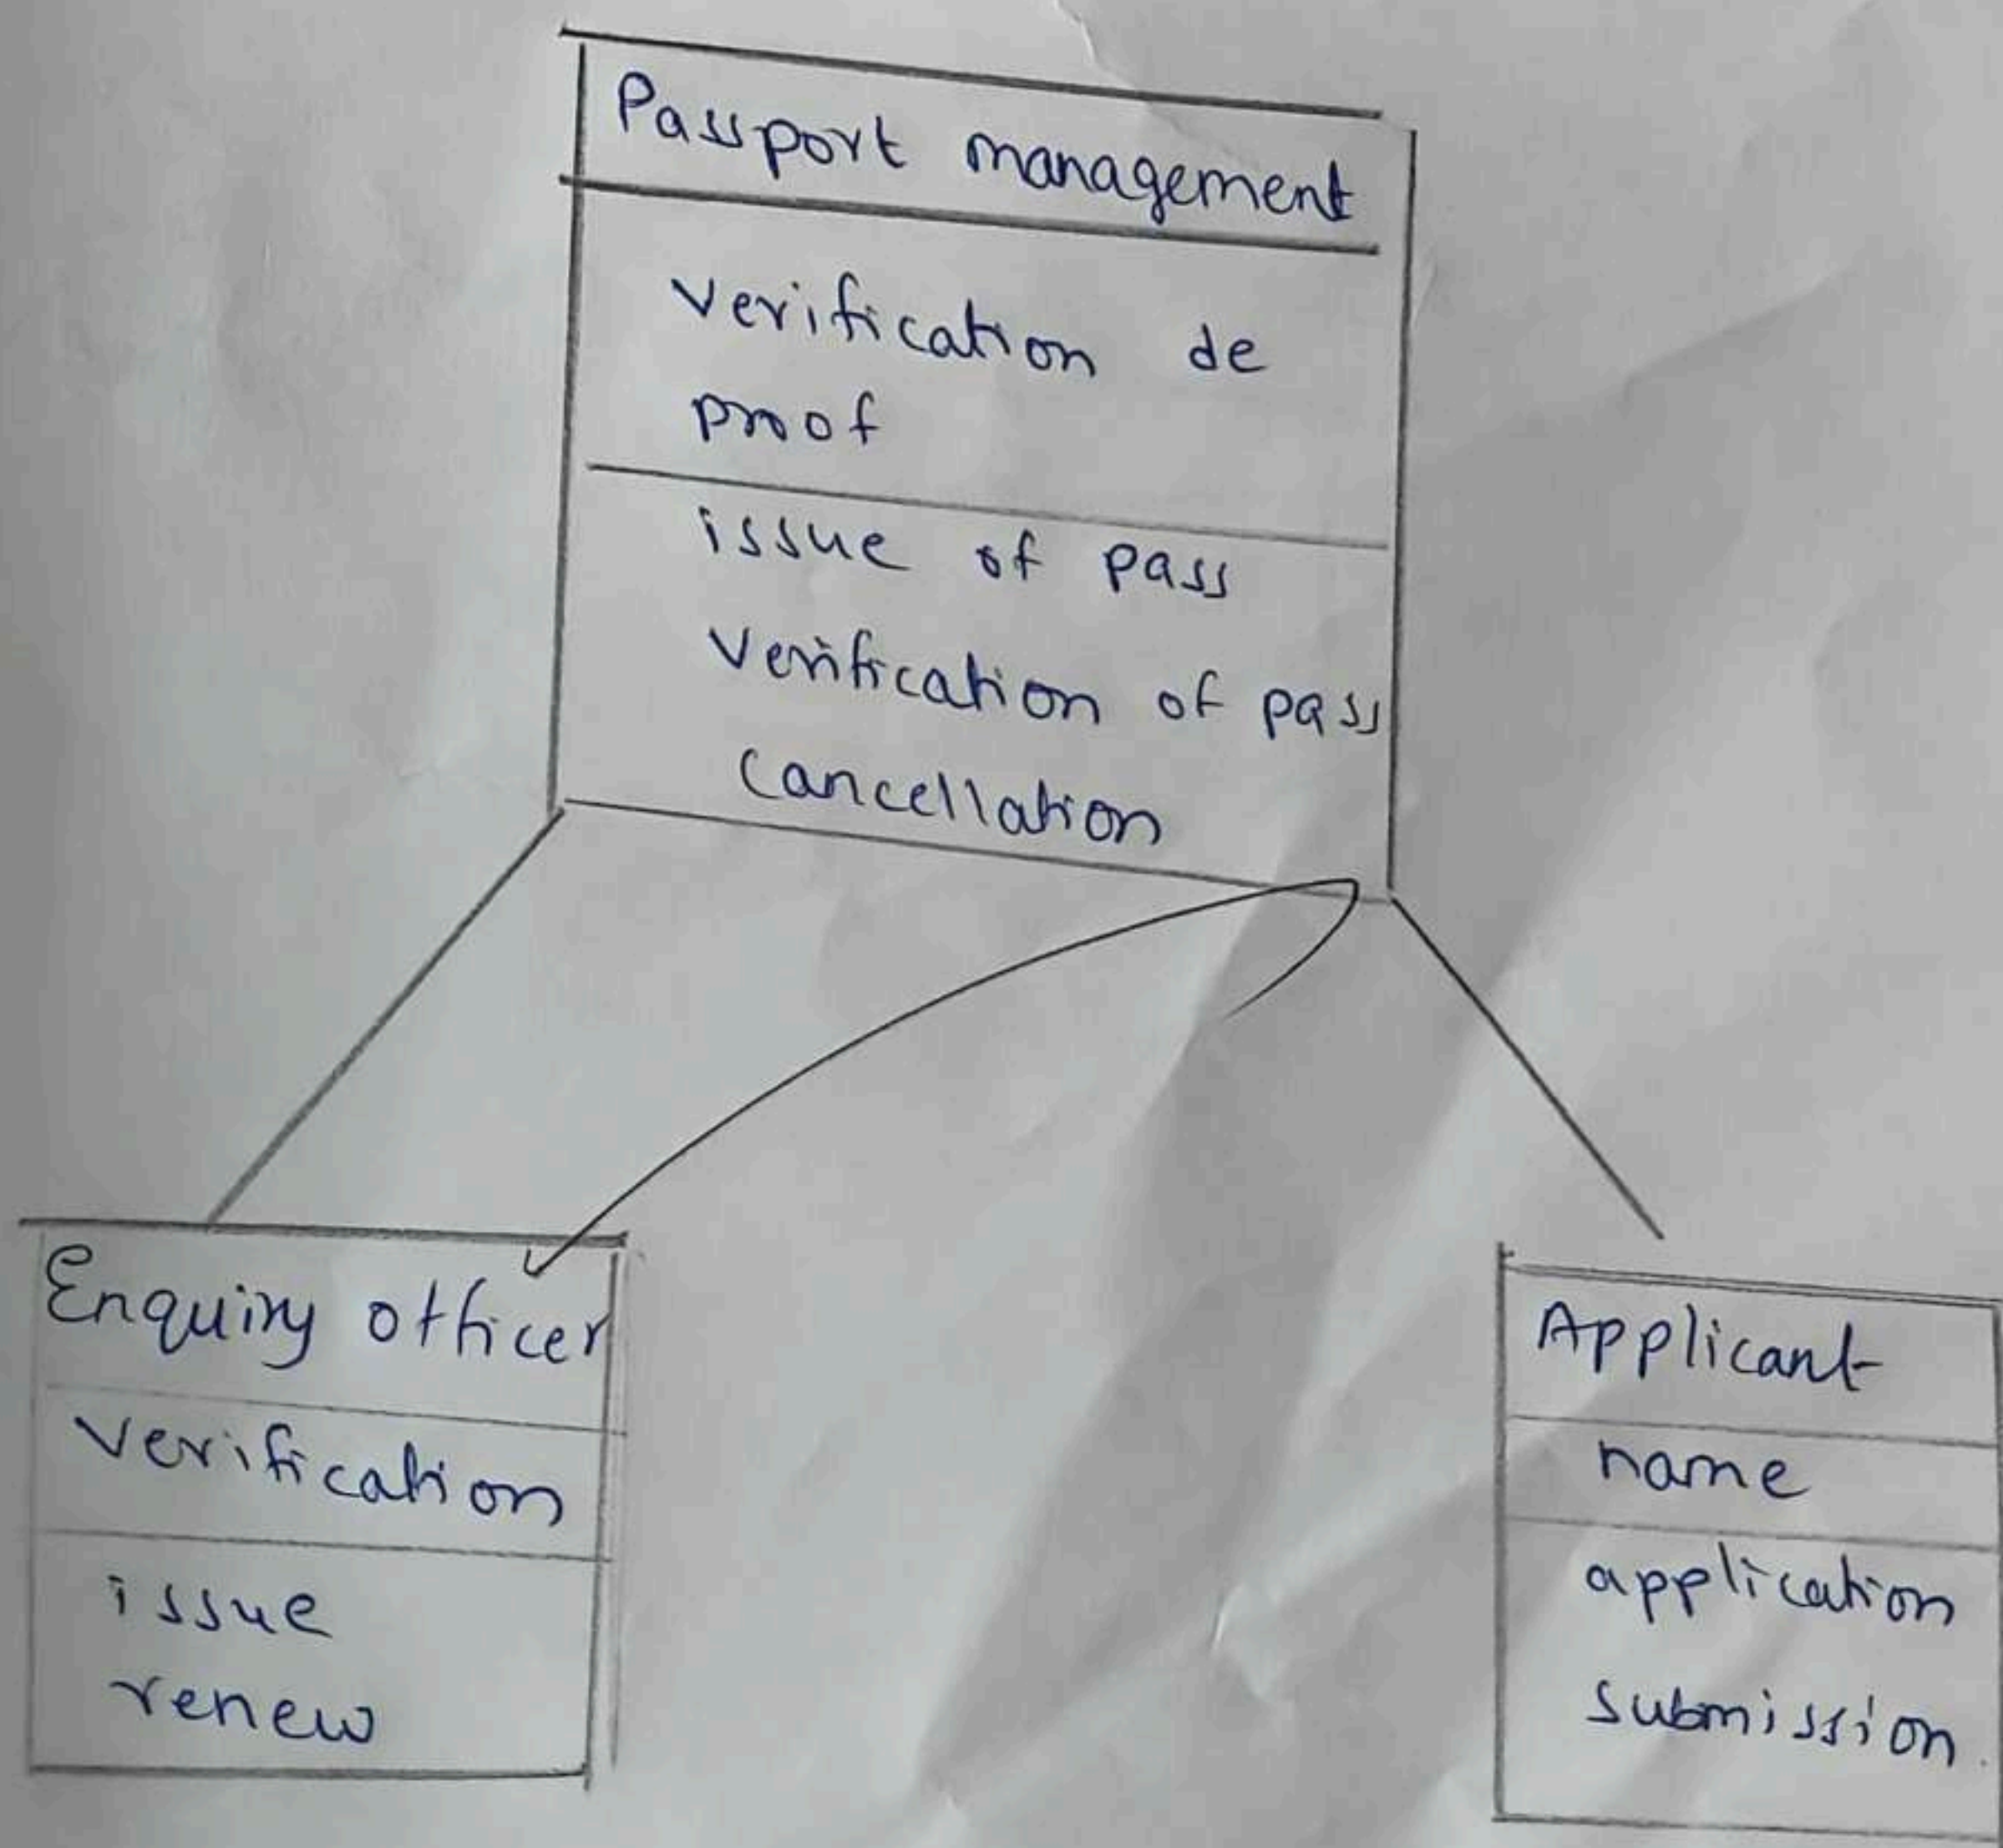 Passport management
verification de
proof
issue of pass
verification of pass
cancellation
Enquiry officer
verification
issue
renew
Applicant
name
application
submission.